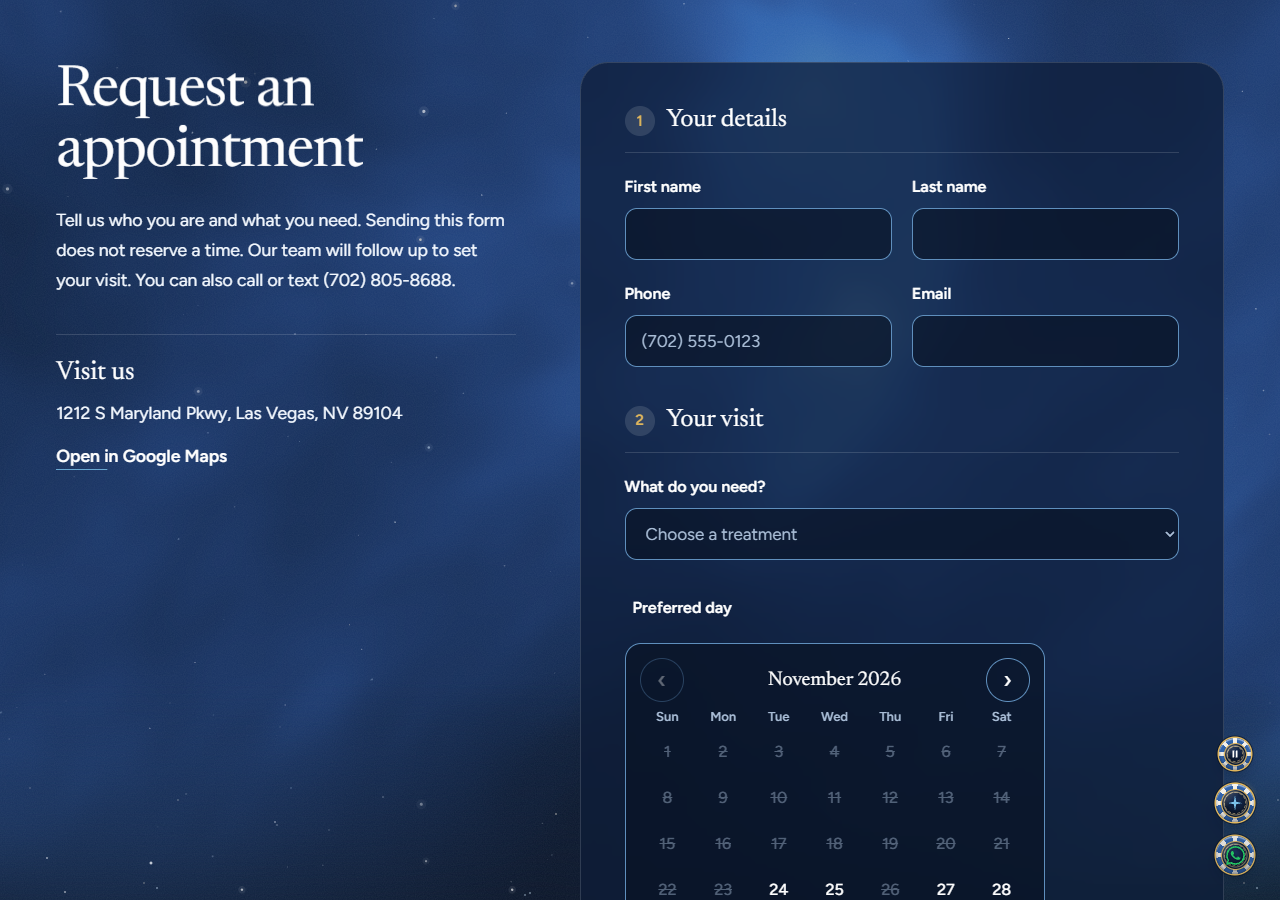 Request an
appointment
Tell us who you are and what you need. Sending this form
does not reserve a time. Our team will follow up to set
your visit. You can also call or text (702) 805-8688.
Visit us
1212 S Maryland Pkwy, Las Vegas, NV 89104
Open in Google Maps
1 Your details
First name Last name
Phone Email
(702) 555-0123
2 Your visit
What do you need?
Choose a treatment
Preferred day
‹ November 2026 ›
Sun Mon Tue Wed Thu Fri Sat
1 2 3 4 5 6 7
8 9 10 11 12 13 14
15 16 17 18 19 20 21
22 23 24 25 26 27 28